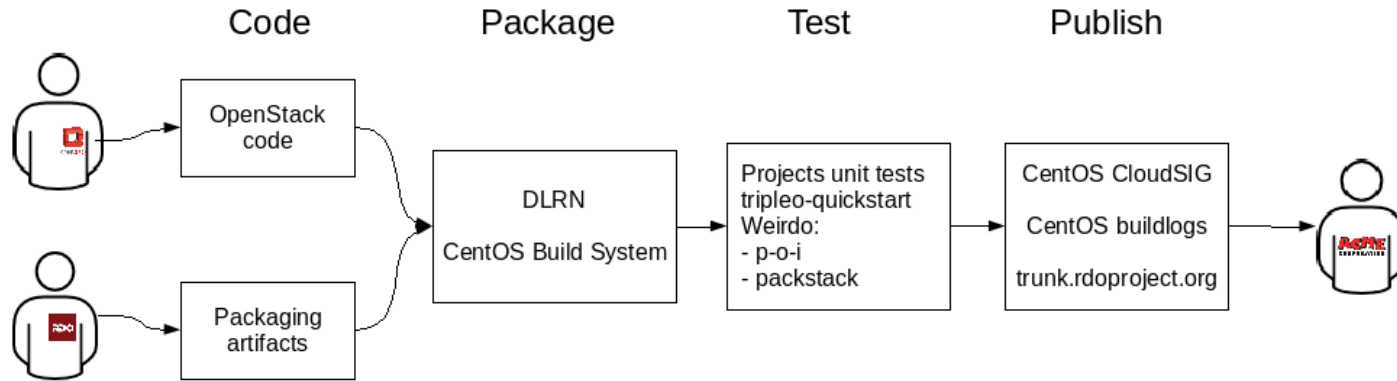 Code
Package
Test
Publish
OpenStack
code
Packaging
artifacts
DLRN
CentOS Build System
Projects unit tests
tripleo-quickstart
Weirdo:
- p-o-i
- packstack
CentOS CloudSIG
CentOS buildlogs
trunk.rdoproject.org
RDO
ACME
CORPORATION